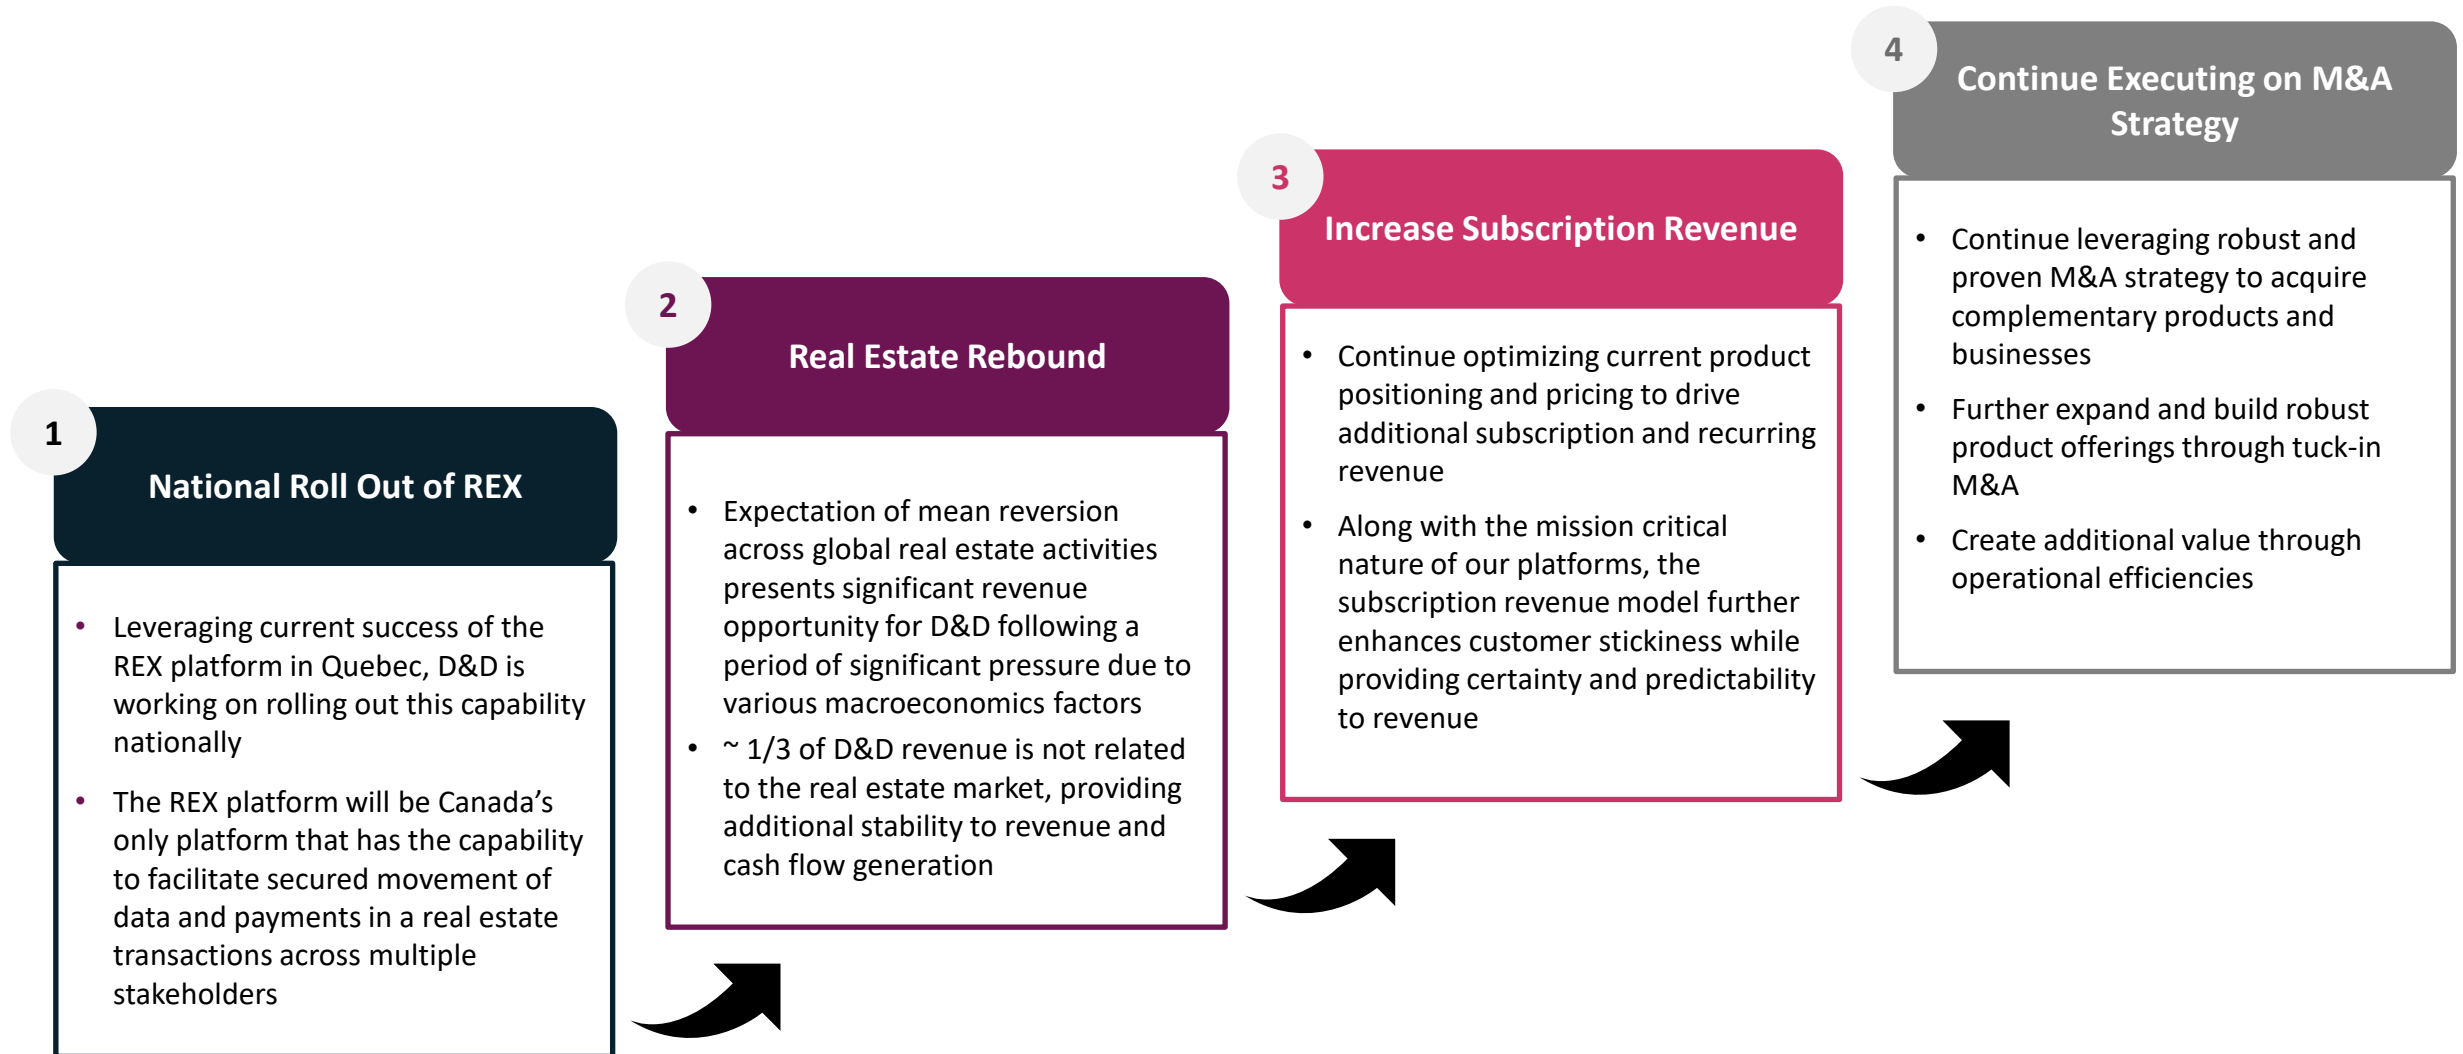 1
National Roll Out of REX
• Leveraging current success of the
REX platform in Quebec, D&D is
working on rolling out this capability
nationally
• The REX platform will be Canada’s
only platform that has the capability
to facilitate secured movement of
data and payments in a real estate
transactions across multiple
stakeholders
2
Real Estate Rebound
• Expectation of mean reversion
across global real estate activities
presents significant revenue
opportunity for D&D following a
period of significant pressure due to
various macroeconomics factors
• ~ 1/3 of D&D revenue is not related
to the real estate market, providing
additional stability to revenue and
cash flow generation
3
Increase Subscription Revenue
• Continue optimizing current product
positioning and pricing to drive
additional subscription and recurring
revenue
• Along with the mission critical
nature of our platforms, the
subscription revenue model further
enhances customer stickiness while
providing certainty and predictability
to revenue
4
Continue Executing on M&A
Strategy
• Continue leveraging robust and
proven M&A strategy to acquire
complementary products and
businesses
• Further expand and build robust
product offerings through tuck-in
M&A
• Create additional value through
operational efficiencies